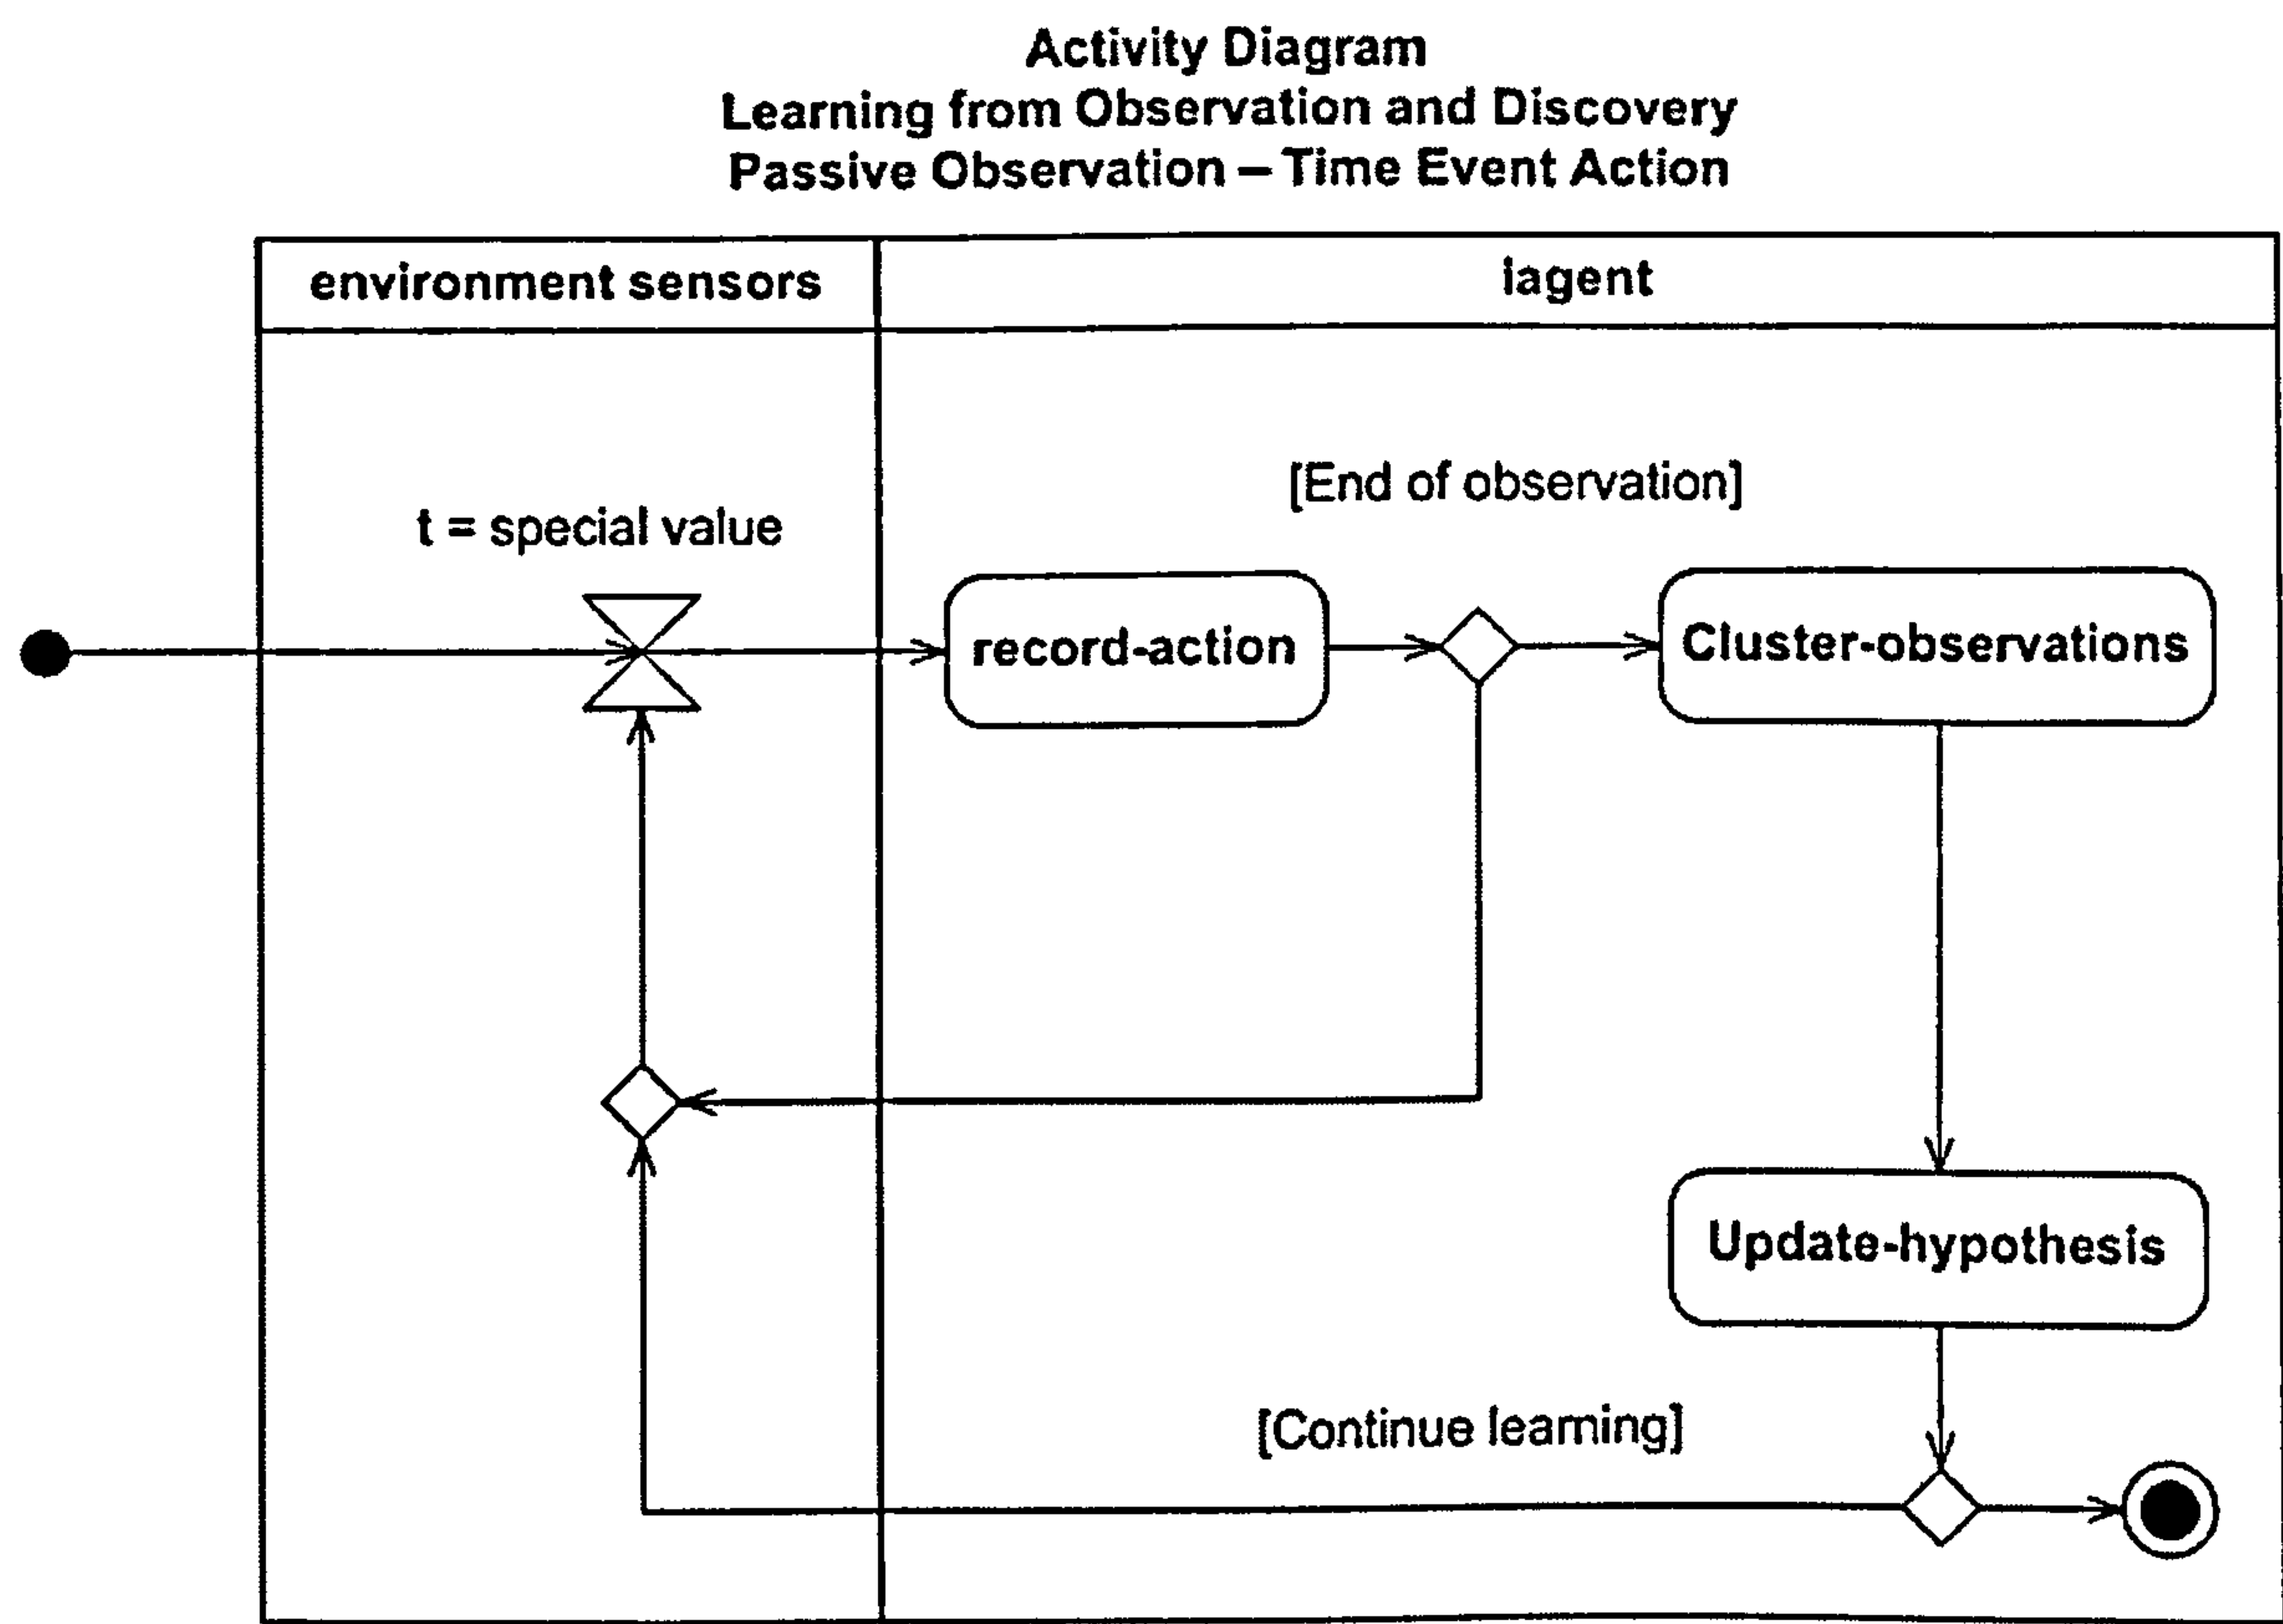 Activity Diagram
Learning from Observation and Discovery
Passive Observation – Time Event Action
environment sensors
iagent
[End of observation]
t = special value
record-action
Cluster-observations
Update-hypothesis
[Continue learning]